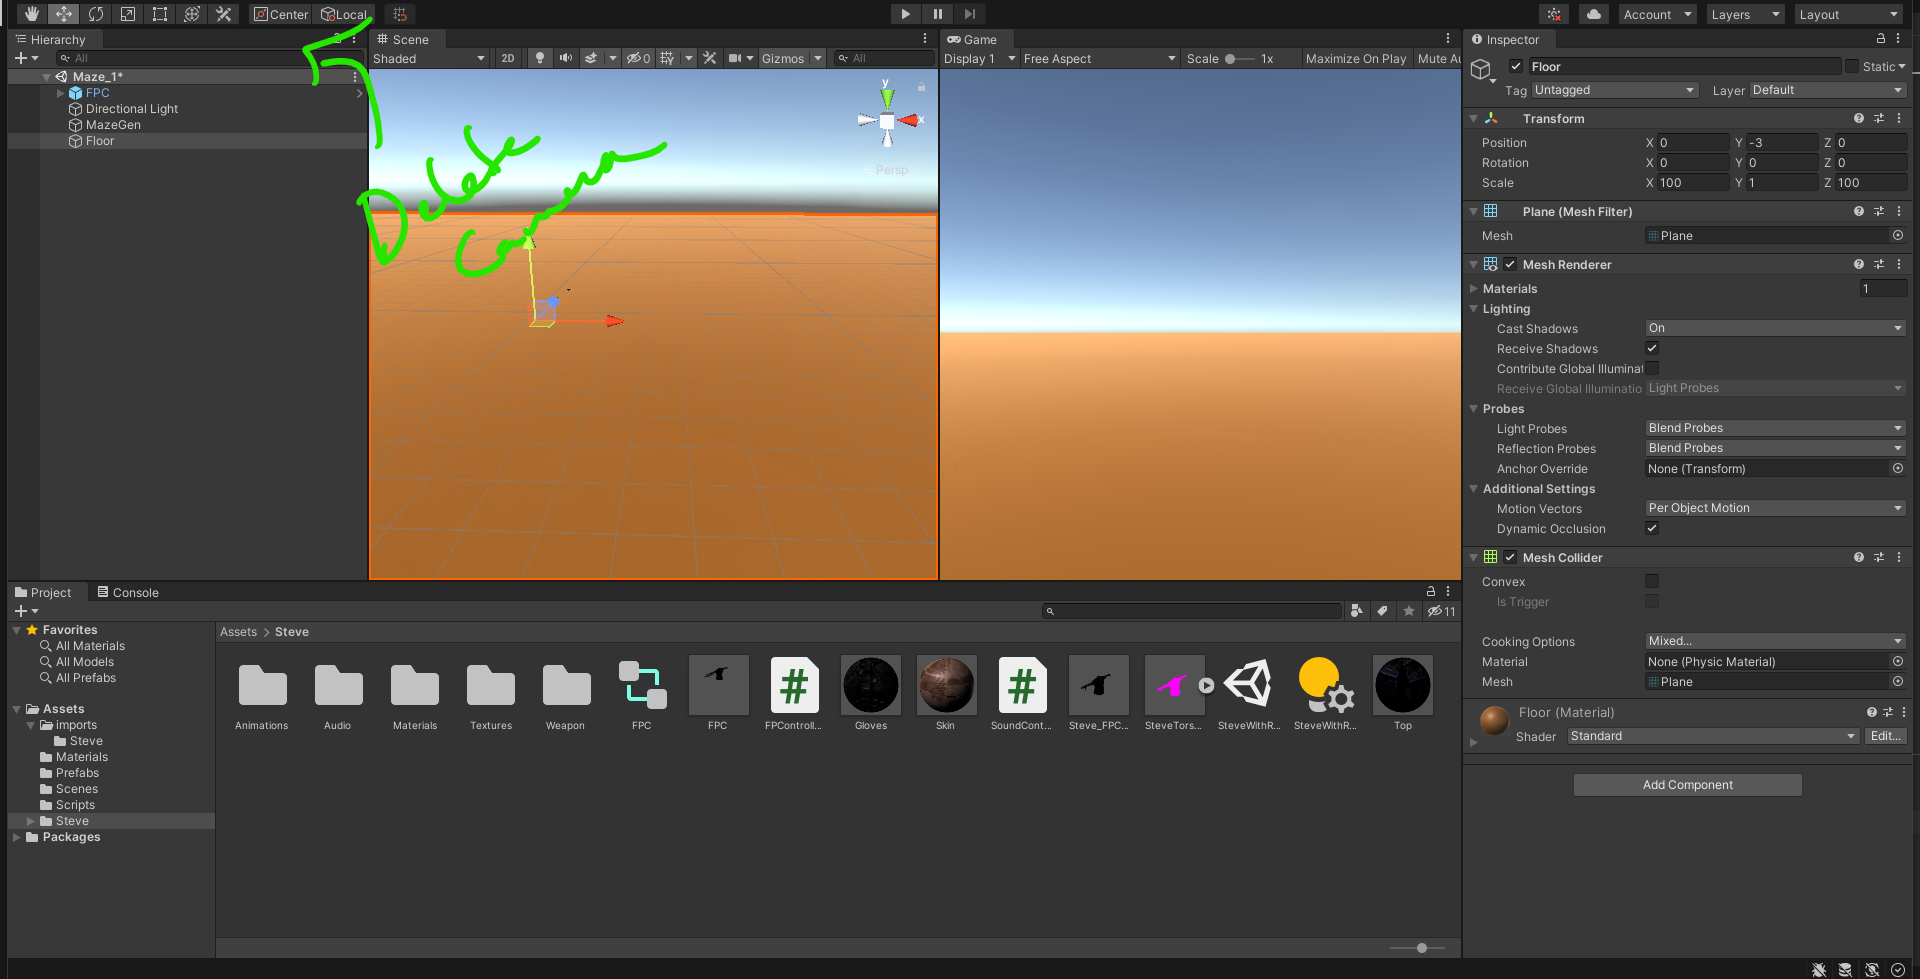 Center Local Account Layers Layout
Hierarchy Scene Game Inspector
All
Shaded 2D 0 Gizmos All
Display 1 Free Aspect Scale 1x Maximize On Play Mute Au
Maze_1*
FPC
Directional Light
MazeGen
Floor
Delete
Camera
y
x
Persp
Floor Static
Tag Untagged Layer Default
Transform
Position X 0 Y -3 Z 0
Rotation X 0 Y 0 Z 0
Scale X 100 Y 1 Z 100
Plane (Mesh Filter)
Mesh Plane
Mesh Renderer
Materials 1
Lighting
Cast Shadows On
Receive Shadows
Contribute Global Illuminat
Receive Global Illuminatio Light Probes
Probes
Light Probes Blend Probes
Reflection Probes Blend Probes
Anchor Override None (Transform)
Additional Settings
Motion Vectors Per Object Motion
Dynamic Occlusion
Mesh Collider
Convex
Is Trigger
Cooking Options Mixed...
Material None (Physic Material)
Mesh Plane
Floor (Material)
Shader Standard Edit...
Add Component
Project Console
11
Favorites
All Materials
All Models
All Prefabs
Assets
imports
Steve
Materials
Prefabs
Scenes
Scripts
Steve
Packages
Assets > Steve
Animations Audio Materials Textures Weapon FPC FPC FPControlli... Gloves Skin SoundCont... Steve_FPC... SteveTors... SteveWithR... SteveWithR... Top